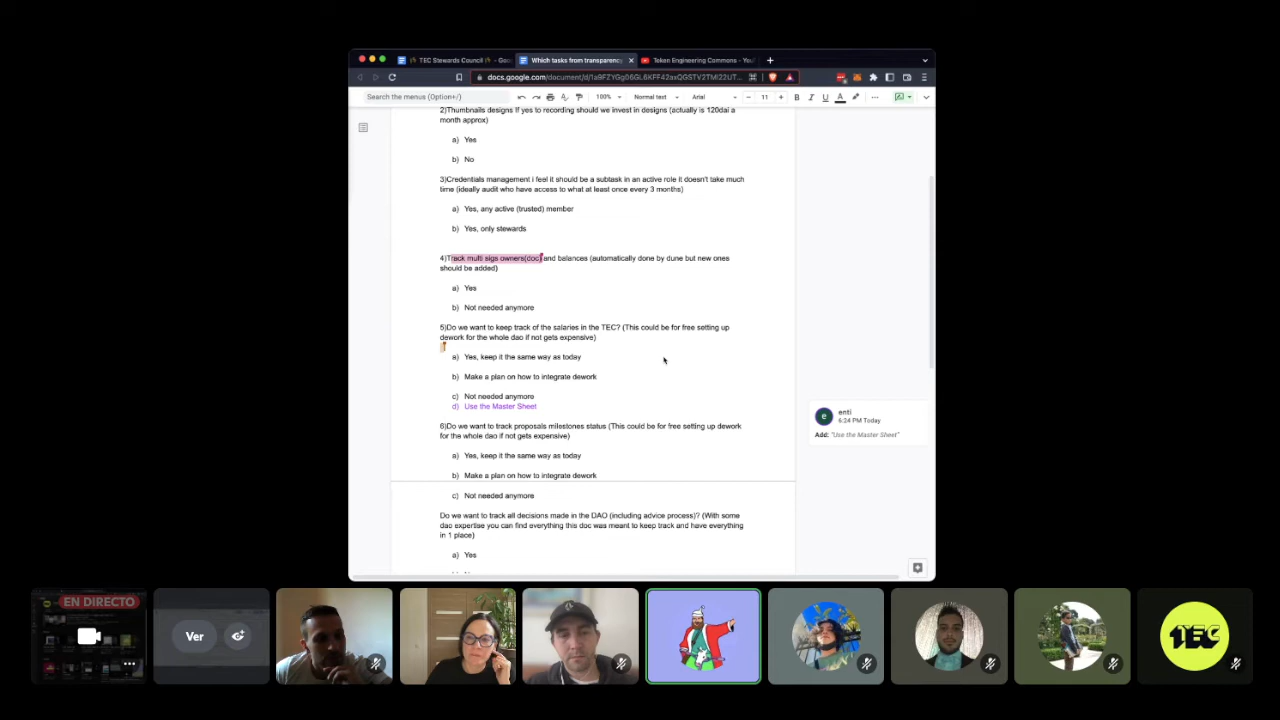 TEC Stewards Council
- Goo
Which tasks from transparency
Token Engineering Commons - You
docs.google.com/document/d/1a9FZYGg06GL6KFF42axQGSTV2TMI22UT...
Search the menus (Option+/)
100%
Normal text
Arial
11
2)Thumbnails designs If yes to recording should we invest in designs (actually is 120dai a
month approx)
a) Yes
b) No
3)Credentials management i feel it should be a subtask in an active role it doesn't take much
time (ideally audit who have access to what at least once every 3 months)
a) Yes, any active (trusted) member
b) Yes, only stewards
4)Track multi sigs owners(doc) and balances (automatically done by dune but new ones
should be added)
a) Yes
b) Not needed anymore
5)Do we want to keep track of the salaries in the TEC? (This could be for free setting up
dework for the whole dao if not gets expensive)
a) Yes, keep it the same way as today
b) Make a plan on how to integrate dework
c) Not needed anymore
d) Use the Master Sheet
e
enti
6:24 PM Today
Add: "Use the Master Sheet"
6)Do we want to track proposals milestones status (This could be for free setting up dework
for the whole dao if not gets expensive)
a) Yes, keep it the same way as today
b) Make a plan on how to integrate dework
c) Not needed anymore
Do we want to track all decisions made in the DAO (including advice process)? (With some
dao expertise you can find everything this doc was meant to keep track and have everything
in 1 place)
a) Yes
EN DIRECTO
Ver
TEC